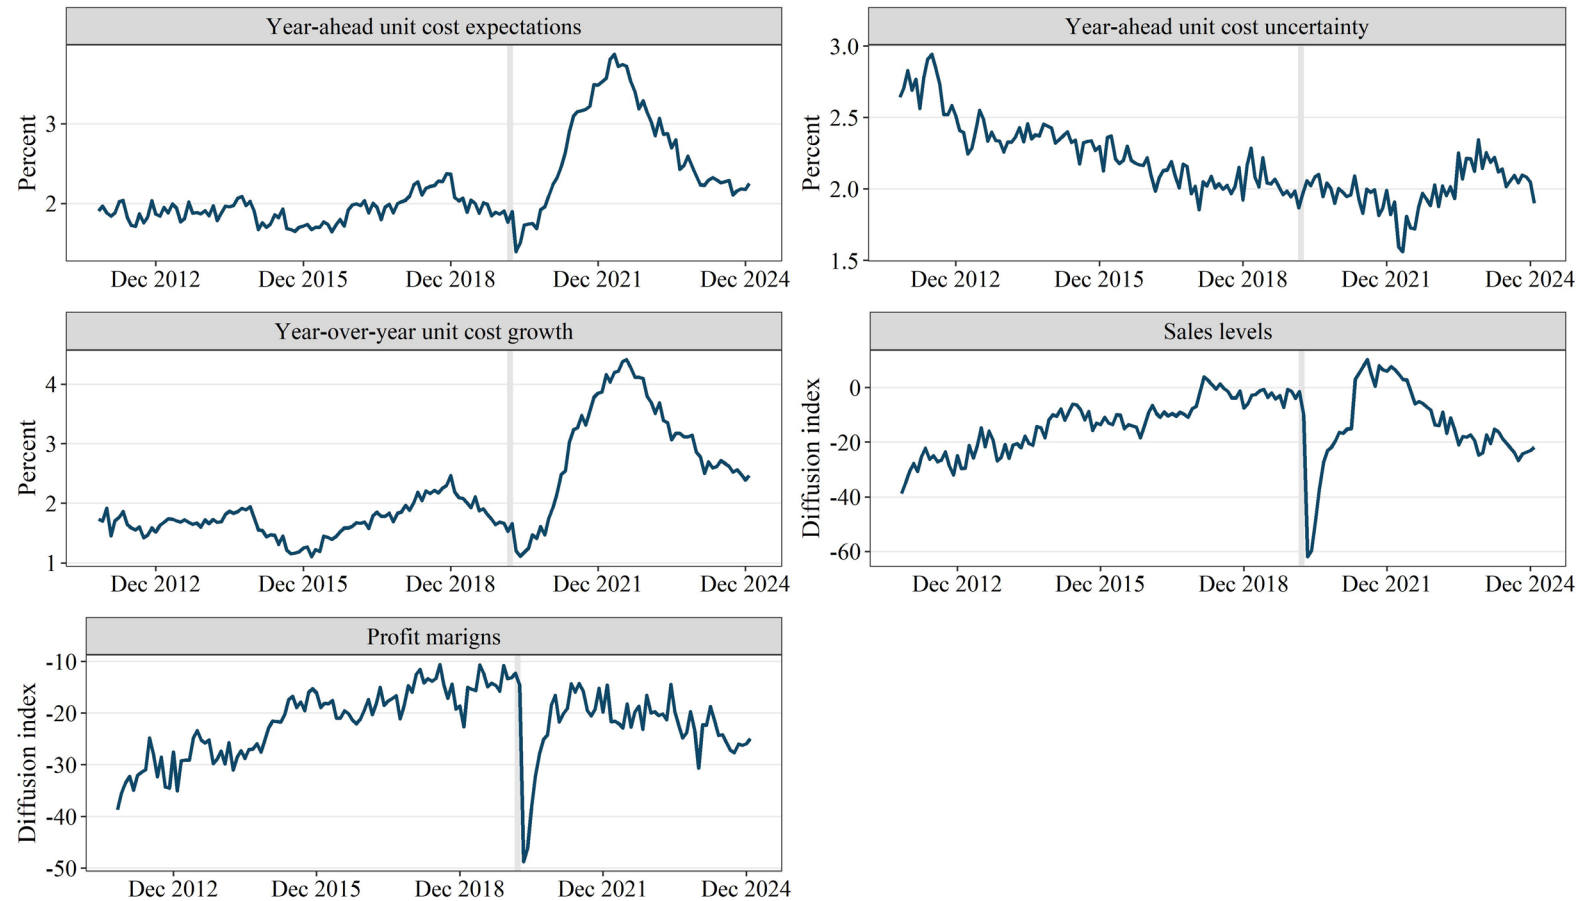 Year-ahead unit cost expectations
Percent
3
2
Dec 2012 Dec 2015 Dec 2018 Dec 2021 Dec 2024
Year-ahead unit cost uncertainty
Percent
3.0
2.5
2.0
1.5
Dec 2012 Dec 2015 Dec 2018 Dec 2021 Dec 2024
Year-over-year unit cost growth
Percent
4
3
2
1
Dec 2012 Dec 2015 Dec 2018 Dec 2021 Dec 2024
Sales levels
Diffusion index
0
-20
-40
-60
Dec 2012 Dec 2015 Dec 2018 Dec 2021 Dec 2024
Profit marigns
Diffusion index
-10
-20
-30
-40
-50
Dec 2012 Dec 2015 Dec 2018 Dec 2021 Dec 2024